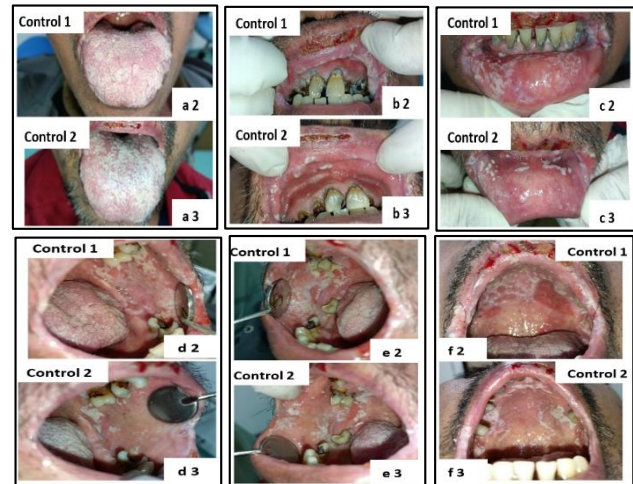 Control 1
a 2
Control 2
a 3
Control 1
b 2
Control 2
b 3
Control 1
c 2
Control 2
c 3
Control 1
d 2
Control 2
d 3
Control 1
e 2
Control 2
e 3
Control 1
f 2
Control 2
f 3